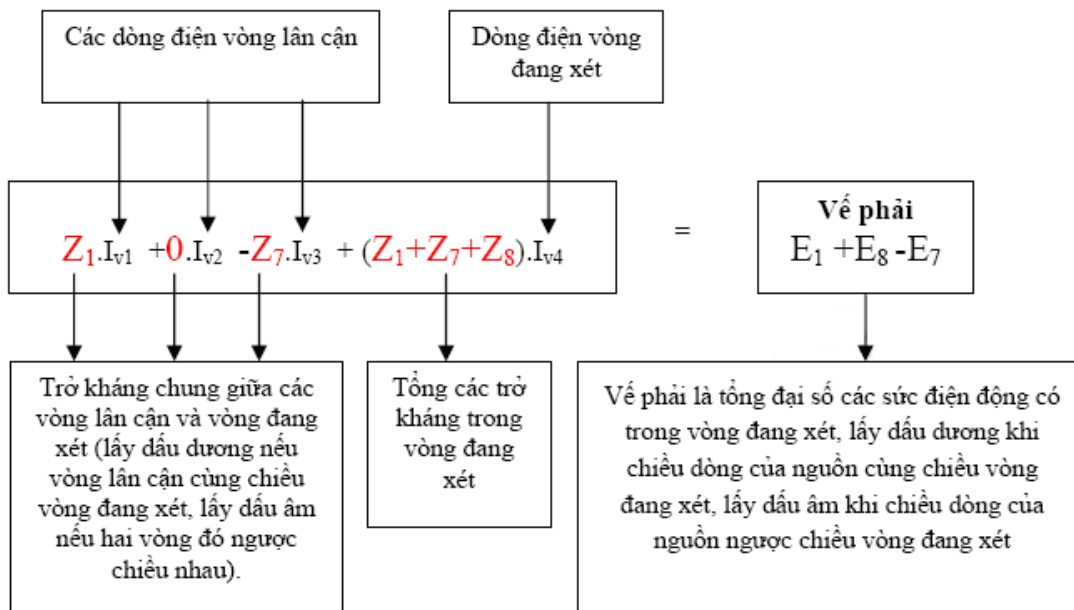 Các dòng điện vòng lân cận
Dòng điện vòng
đang xét
Z1.Iv1 +0.Iv2 -Z7.Iv3 + (Z1+Z7+Z8).Iv4
=
Vế phải
E1 +E8 -E7
Trở kháng chung giữa các
vòng lân cận và vòng đang
xét (lấy dấu dương nếu
vòng lân cận cùng chiều
vòng đang xét, lấy dấu âm
nếu hai vòng đó ngược
chiều nhau).
Tổng các trở
kháng trong
vòng đang
xét
Vế phải là tổng đại số các sức điện động có
trong vòng đang xét, lấy dấu dương khi
chiều dòng của nguồn cùng chiều vòng
đang xét, lấy dấu âm khi chiều dòng của
nguồn ngược chiều vòng đang xét